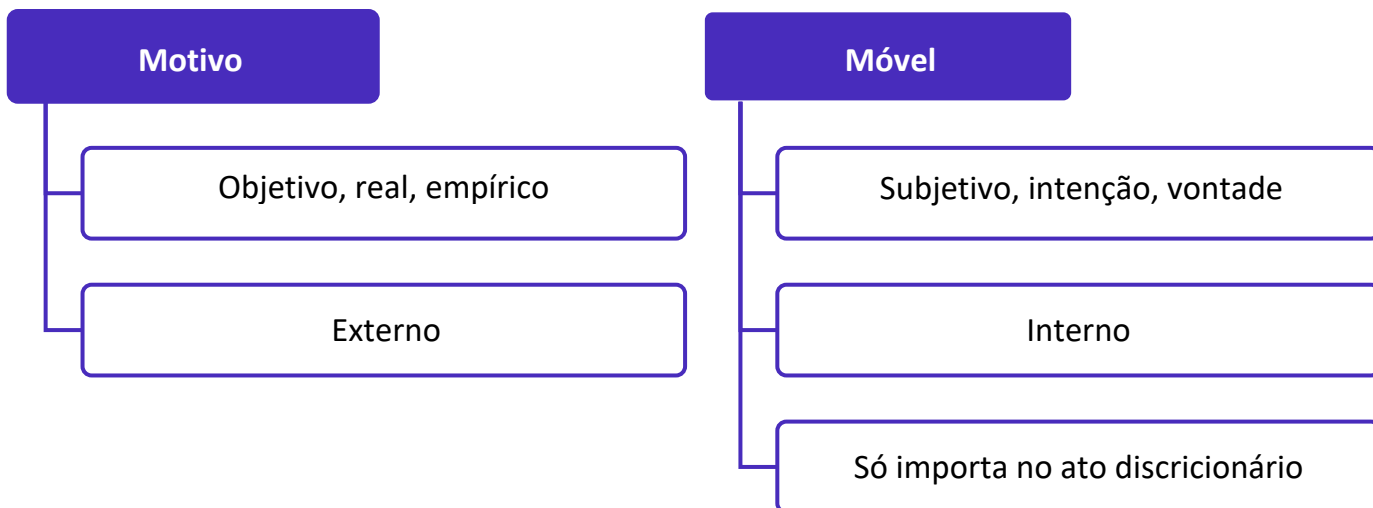 Motivo
Objetivo, real, empírico
Externo
Móvel
Subjetivo, intenção, vontade
Interno
Só importa no ato discricionário